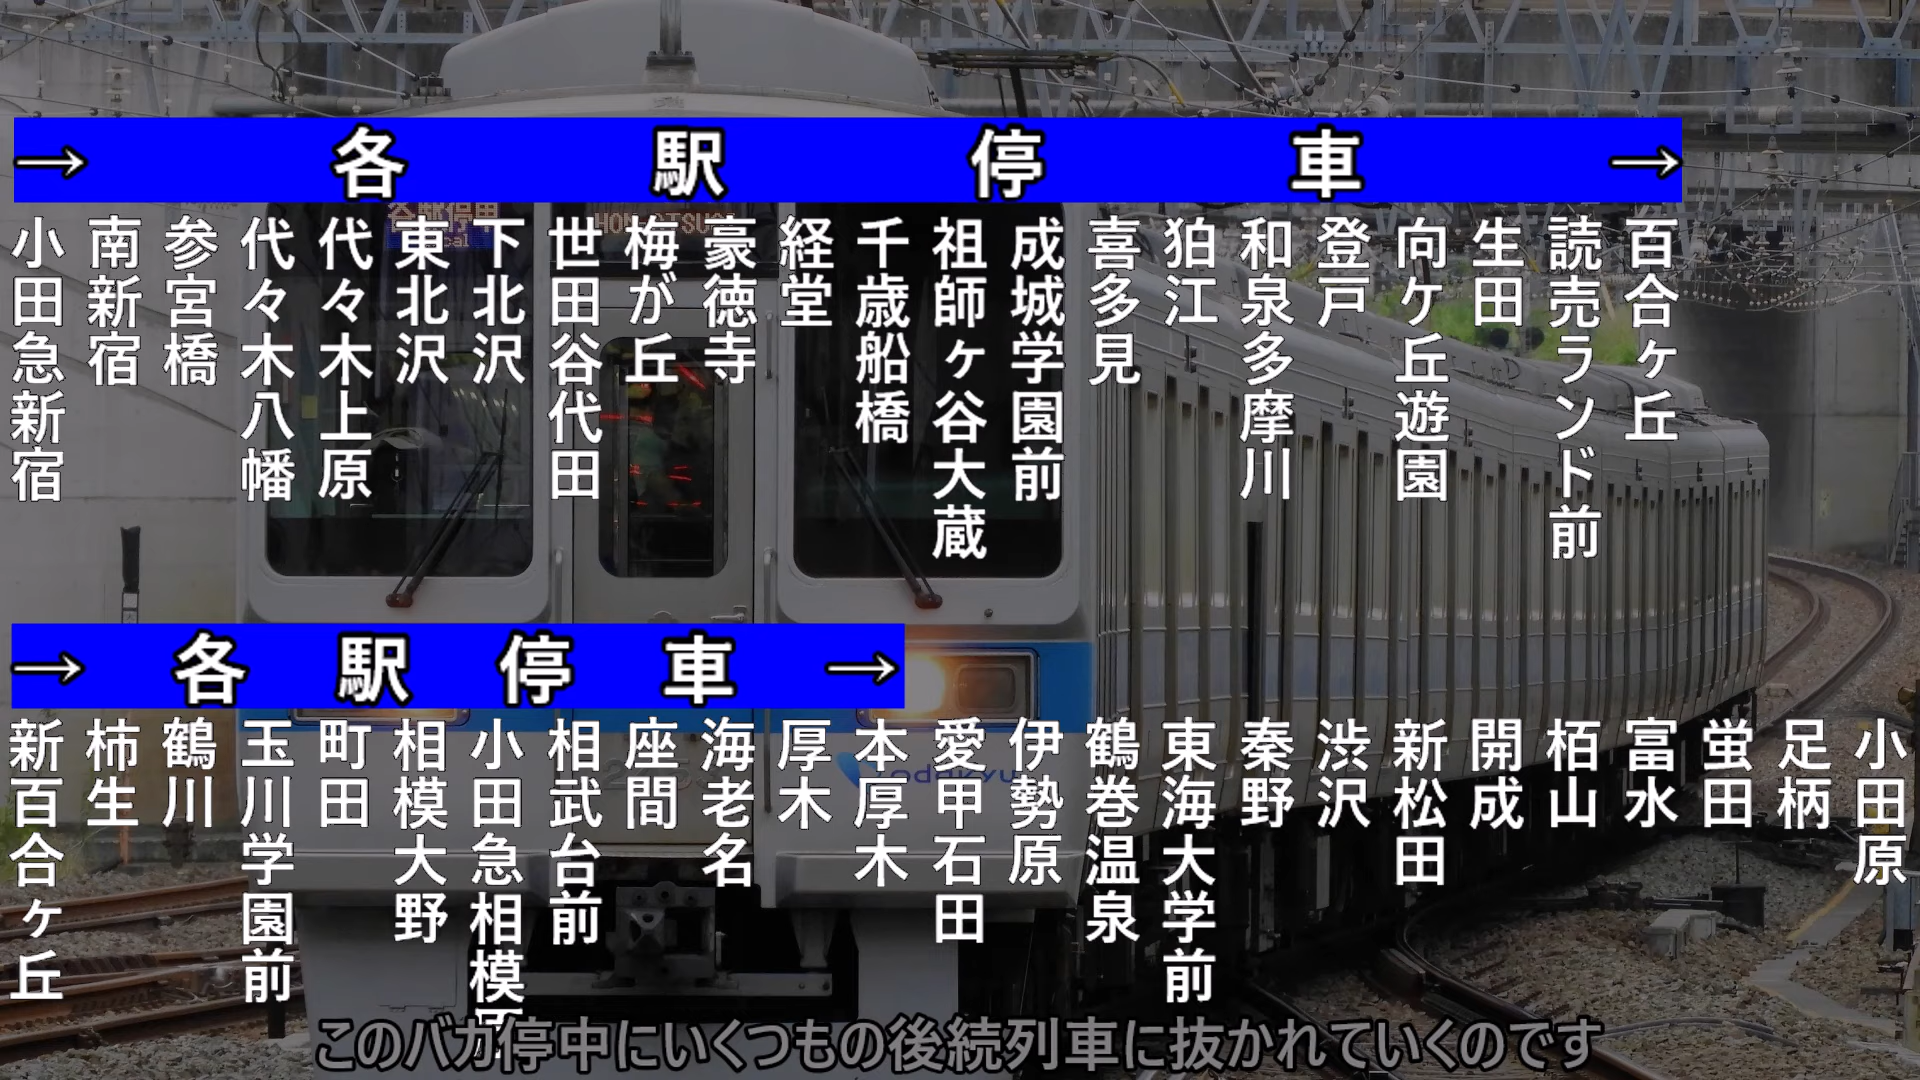 → 各駅停車 →
小田急新宿
南新宿
参宮橋
代々木八幡
代々木上原
東北沢
下北沢
世田谷代田
梅が丘
豪徳寺
経堂
千歳船橋
祖師ヶ谷大蔵
成城学園前
喜多見
狛江
和泉多摩川
登戸
向ケ丘遊園
生田
読売ランド前
百合ヶ丘
→ 各駅停車 →
新百合ヶ丘
柿生
鶴川
玉川学園前
町田
相模大野
小田急相模原
相武台前
座間
海老名
厚木
本厚木
愛甲石田
伊勢原
鶴巻温泉
東海大学前
秦野
渋沢
新松田
開成
栢山
富水
蛍田
足柄
小田原
各駅停車
Local
odakyu
このバカ停中にいくつもの後続列車に抜かれていくのです